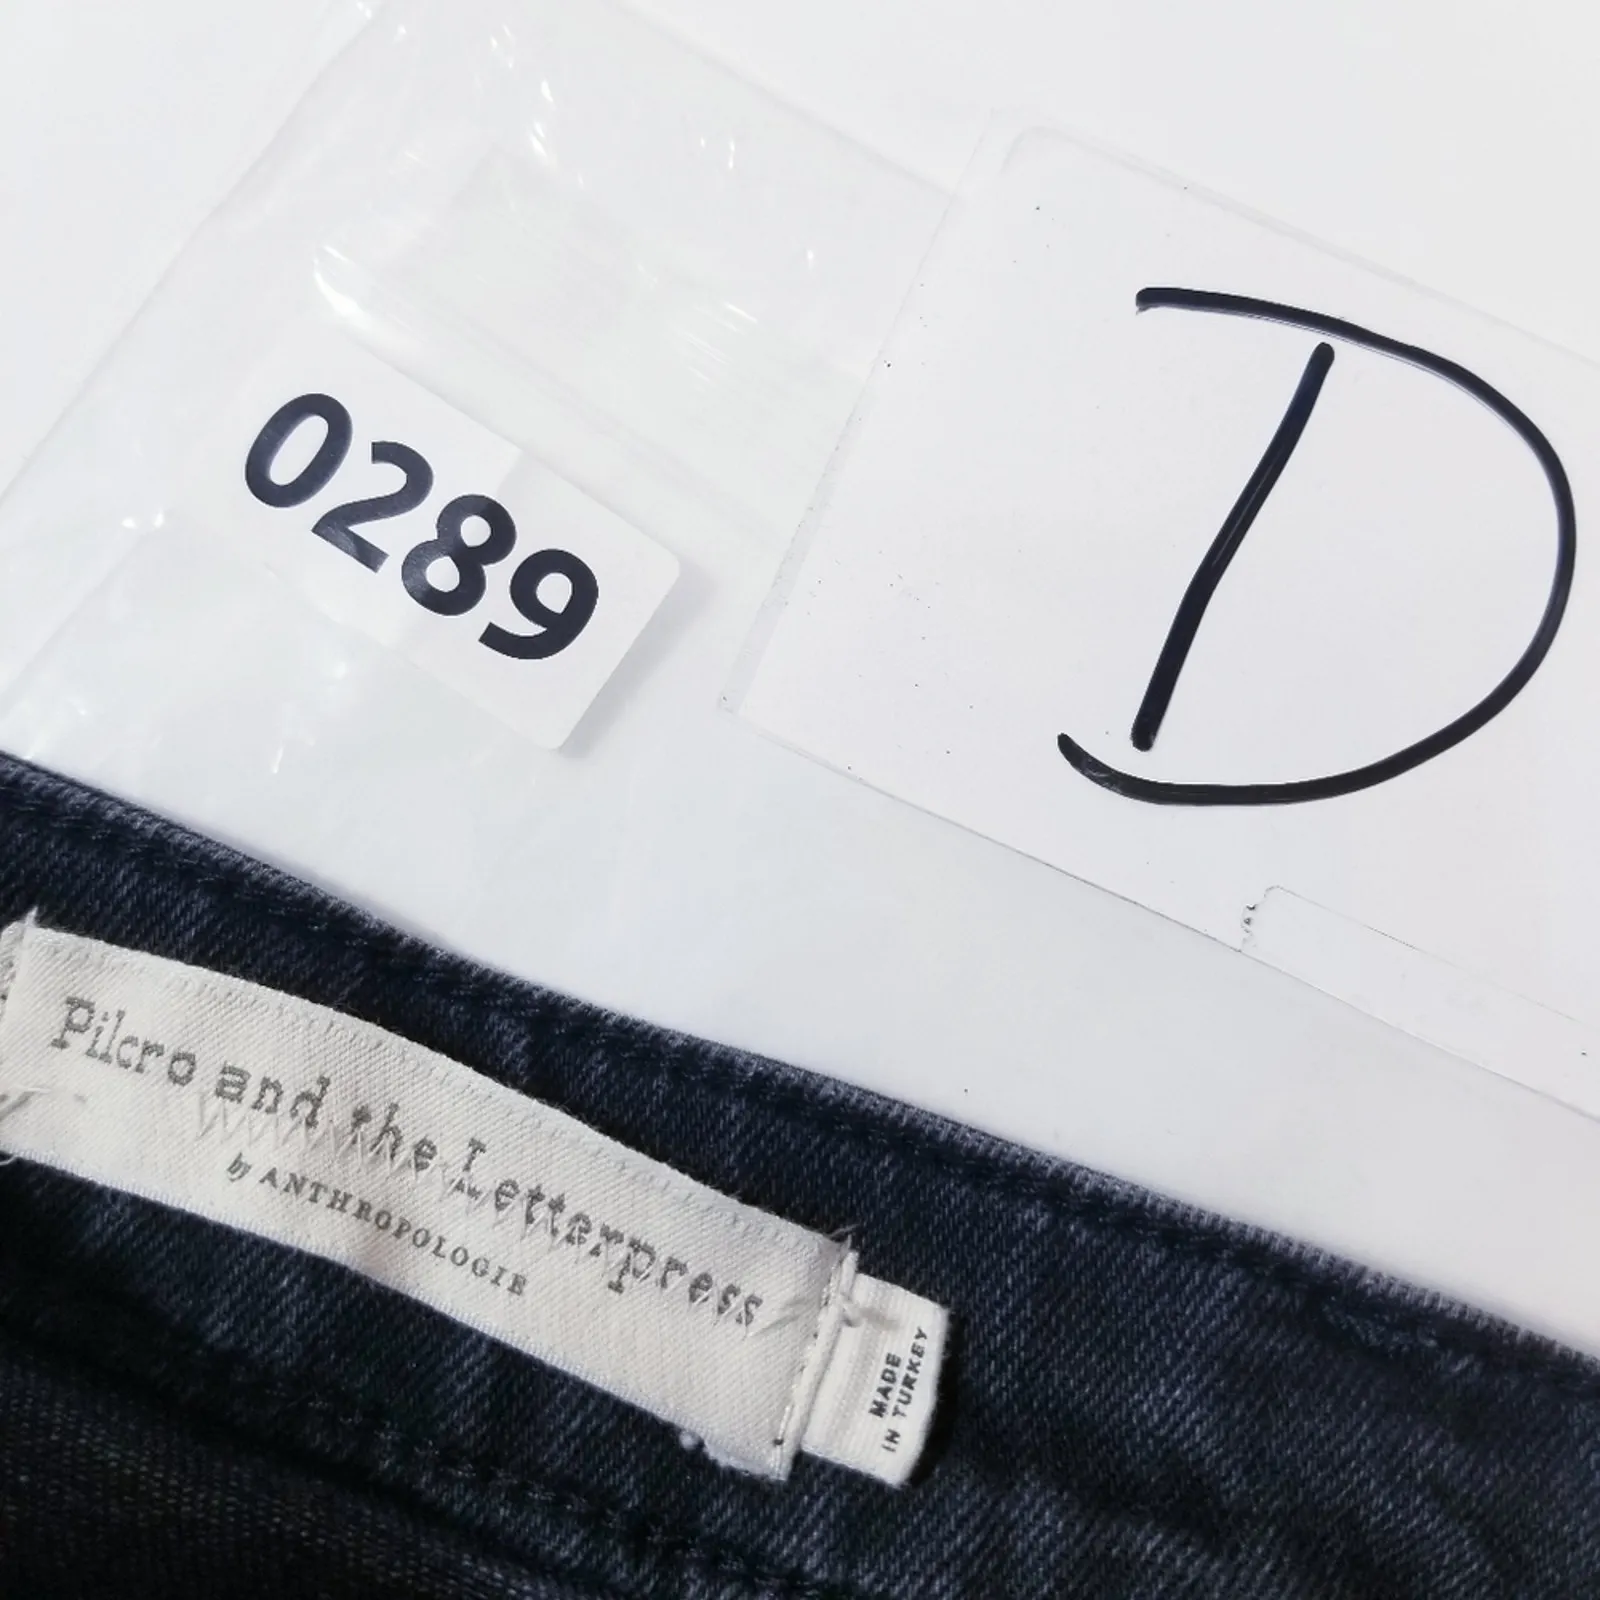 0289
D
Pilcro and the Letterpress
by ANTHROPOLOGIE
MADE
IN TURKEY